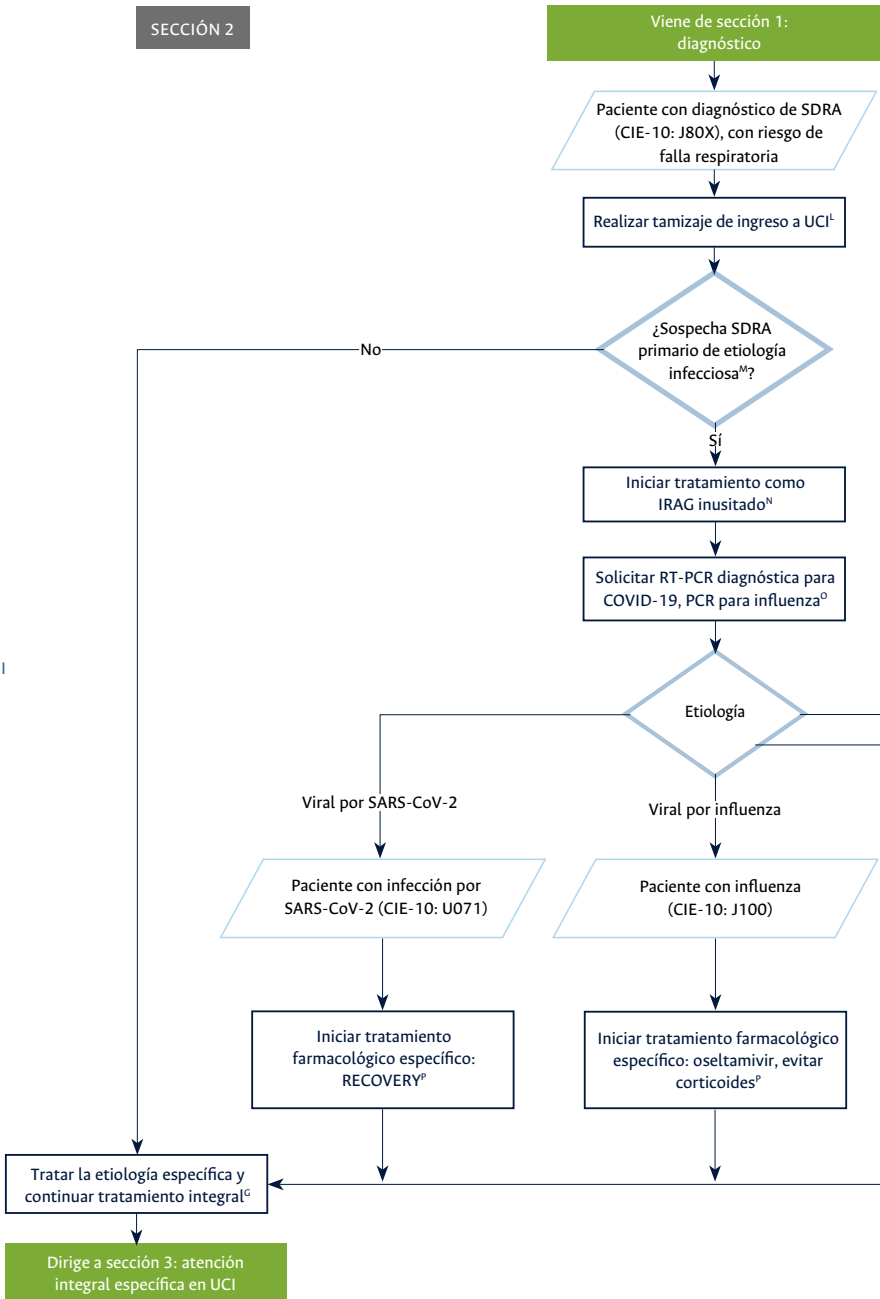 SECCIÓN 2
Viene de sección 1:
diagnóstico
Paciente con diagnóstico de SDRA
(CIE-10: J80X), con riesgo de
falla respiratoria
Realizar tamizaje de ingreso a UCIᴸ
¿Sospecha SDRA
primario de etiología
infecciosaᴹ?
No
Sí
Iniciar tratamiento como
IRAG inusitadoᴺ
Solicitar RT-PCR diagnóstica para
COVID-19, PCR para influenzaᴼ
l
Etiología
Viral por SARS-CoV-2
Viral por influenza
Paciente con infección por
SARS-CoV-2 (CIE-10: U071)
Paciente con influenza
(CIE-10: J100)
Iniciar tratamiento
farmacológico específico:
RECOVERYᴾ
Iniciar tratamiento farmacológico
específico: oseltamivir, evitar
corticoidesᴾ
Tratar la etiología específica y
continuar tratamiento integralᴳ
Dirige a sección 3: atención
integral específica en UCI